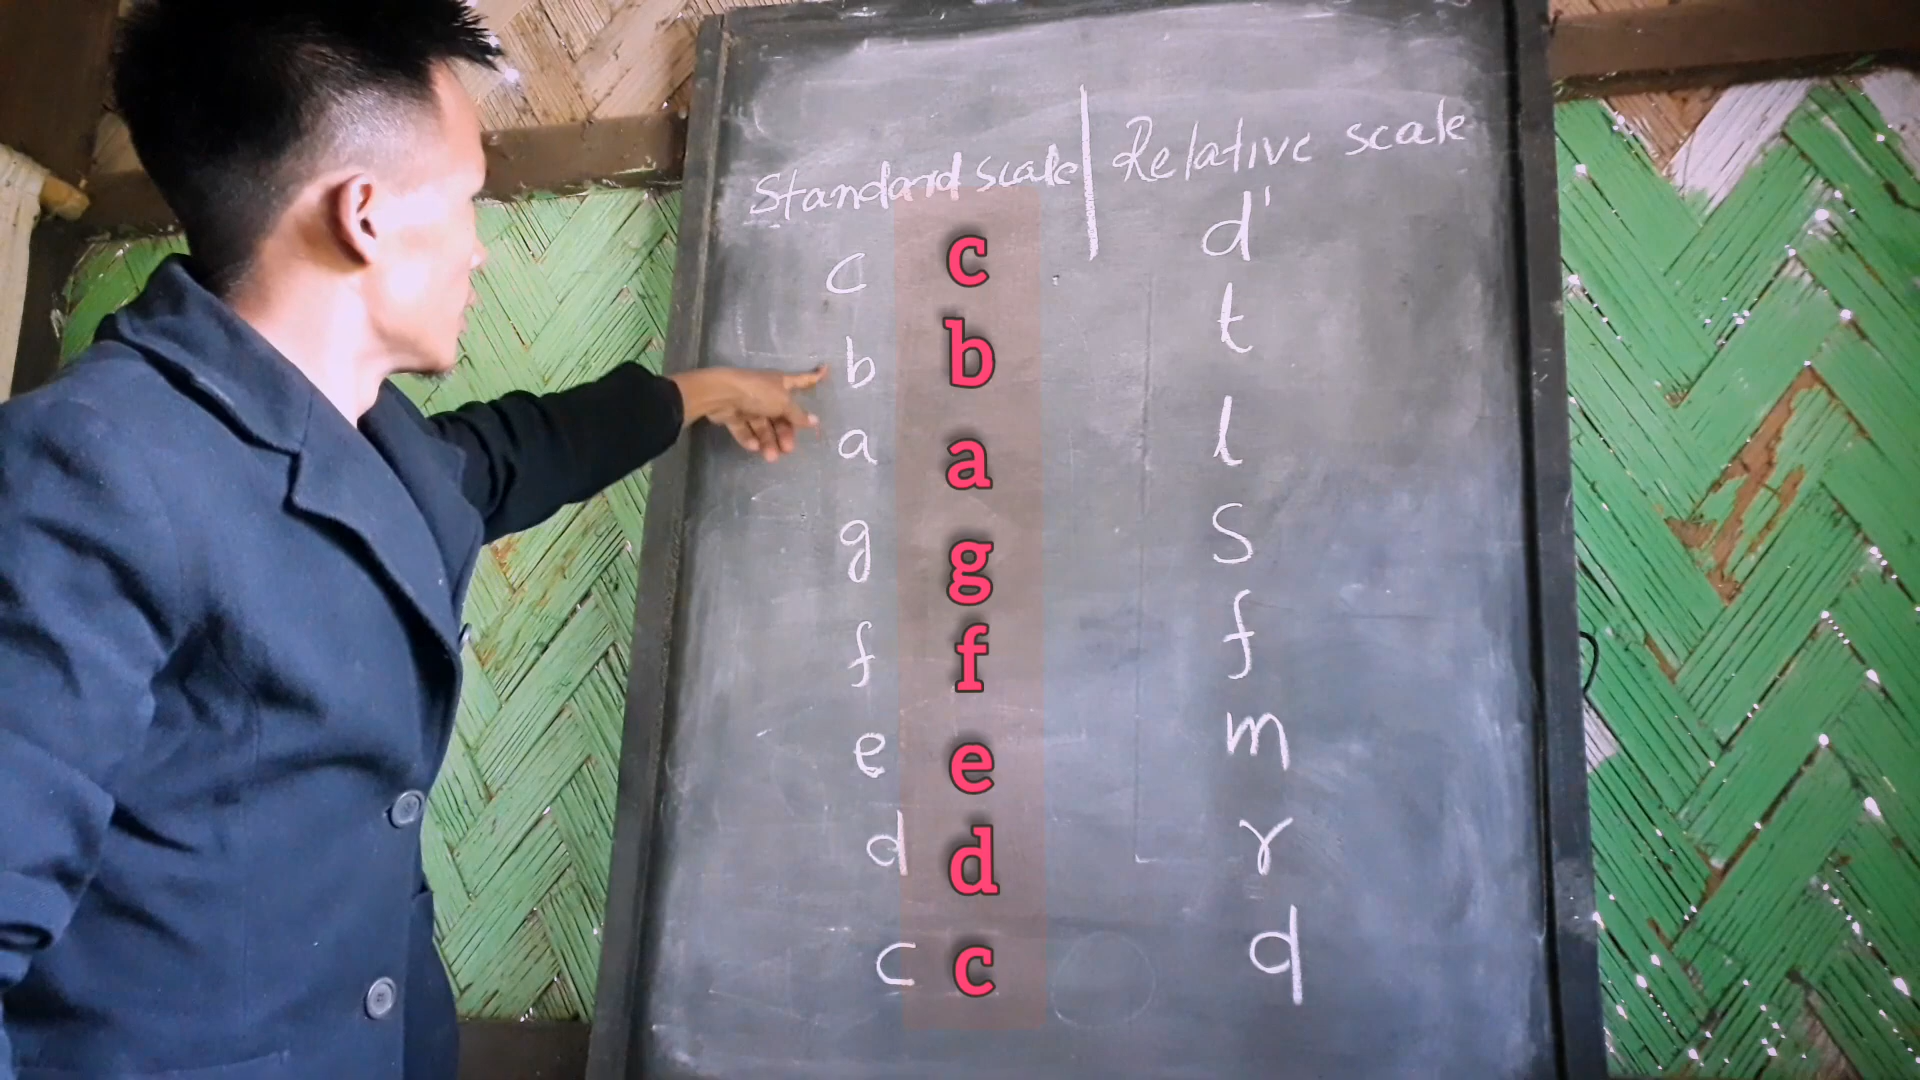 Standard scale | Relative scale
c c d'
b b t
a a l
g g s
f f f
e e m
d d r
c c d